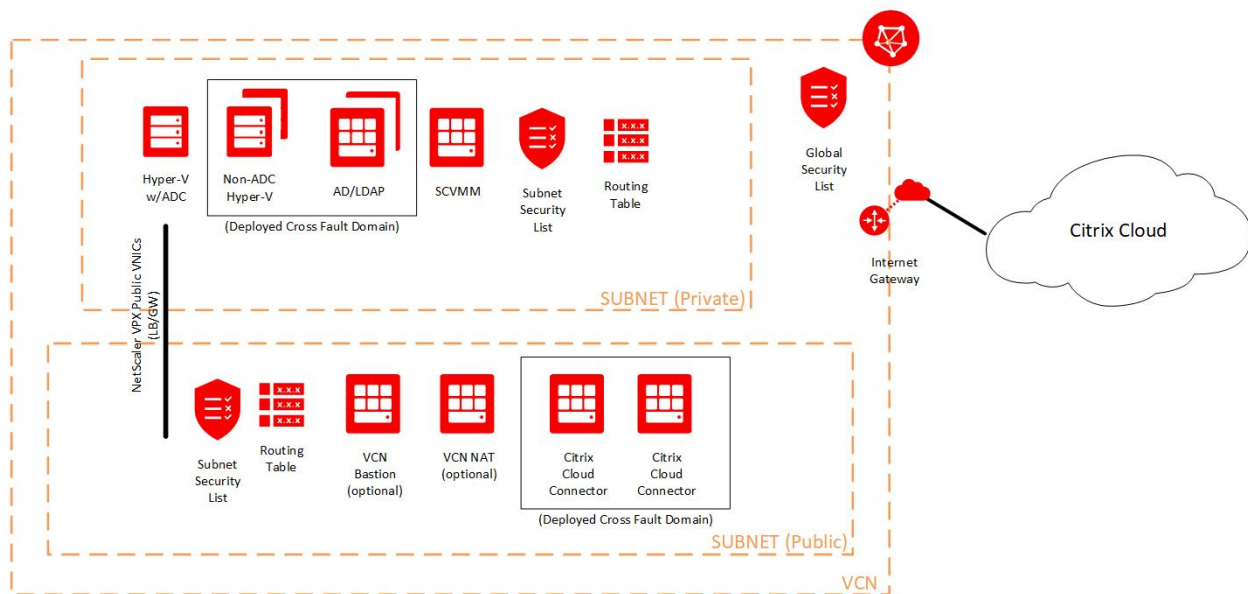 Hyper-V
w/ADC
Non-ADC
Hyper-V
AD/LDAP
(Deployed Cross Fault Domain)
SCVMM
Subnet
Security
List
x.x.x
x.x.x
x.x.x
Routing
Table
SUBNET (Private)
Global
Security
List
Internet
Gateway
Citrix Cloud
NetScaler VPX Public VNICs
(LB/GW)
Subnet
Security
List
x.x.x
x.x.x
x.x.x
Routing
Table
VCN
Bastion
(optional)
VCN NAT
(optional)
Citrix
Cloud
Connector
Citrix
Cloud
Connector
(Deployed Cross Fault Domain)
SUBNET (Public)
VCN